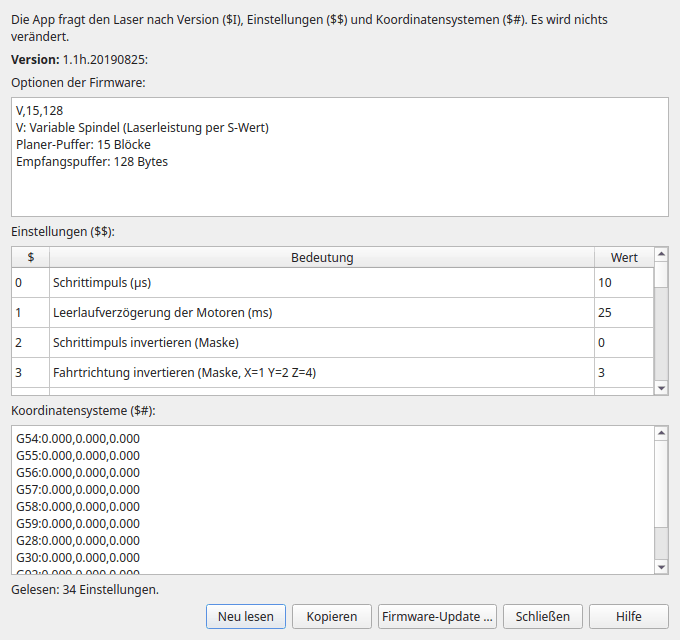 Die App fragt den Laser nach Version ($I), Einstellungen ($$) und Koordinatensystemen ($#). Es wird nichts
verändert.
Version: 1.1h.20190825:
Optionen der Firmware:
V,15,128
V: Variable Spindel (Laserleistung per S-Wert)
Planer-Puffer: 15 Blöcke
Empfangspuffer: 128 Bytes
Einstellungen ($$):
$ Bedeutung Wert
0 Schrittimpuls (µs) 10
1 Leerlaufverzögerung der Motoren (ms) 25
2 Schrittimpuls invertieren (Maske) 0
3 Fahrtrichtung invertieren (Maske, X=1 Y=2 Z=4) 3
Koordinatensysteme ($#):
G54:0.000,0.000,0.000
G55:0.000,0.000,0.000
G56:0.000,0.000,0.000
G57:0.000,0.000,0.000
G58:0.000,0.000,0.000
G59:0.000,0.000,0.000
G28:0.000,0.000,0.000
G30:0.000,0.000,0.000
Gelesen: 34 Einstellungen.
Neu lesen Kopieren Firmware-Update ... Schließen Hilfe